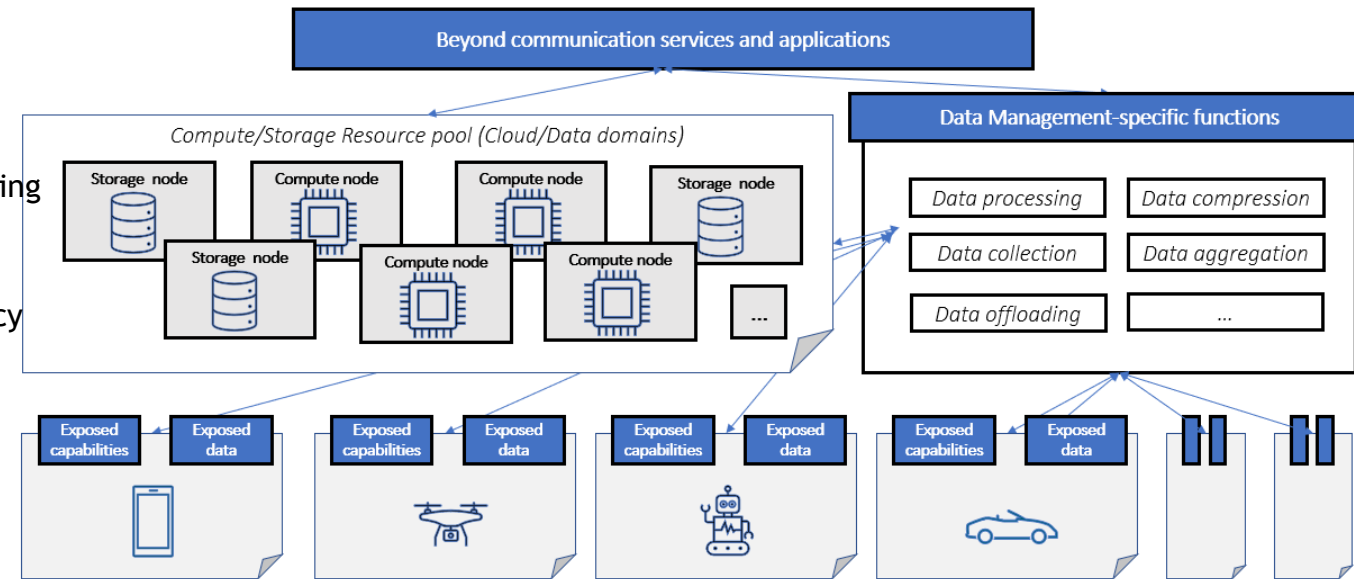 Beyond communication services and applications
Data Management-specific functions
Compute/Storage Resource pool (Cloud/Data domains)
ing
cy
Storage node
Compute node
Compute node
Storage node
Storage node
Compute node
Compute node
...
Data processing
Data compression
Data collection
Data aggregation
Data offloading
...
Exposed
capabilities
Exposed
data
Exposed
capabilities
Exposed
data
Exposed
capabilities
Exposed
data
Exposed
capabilities
Exposed
data